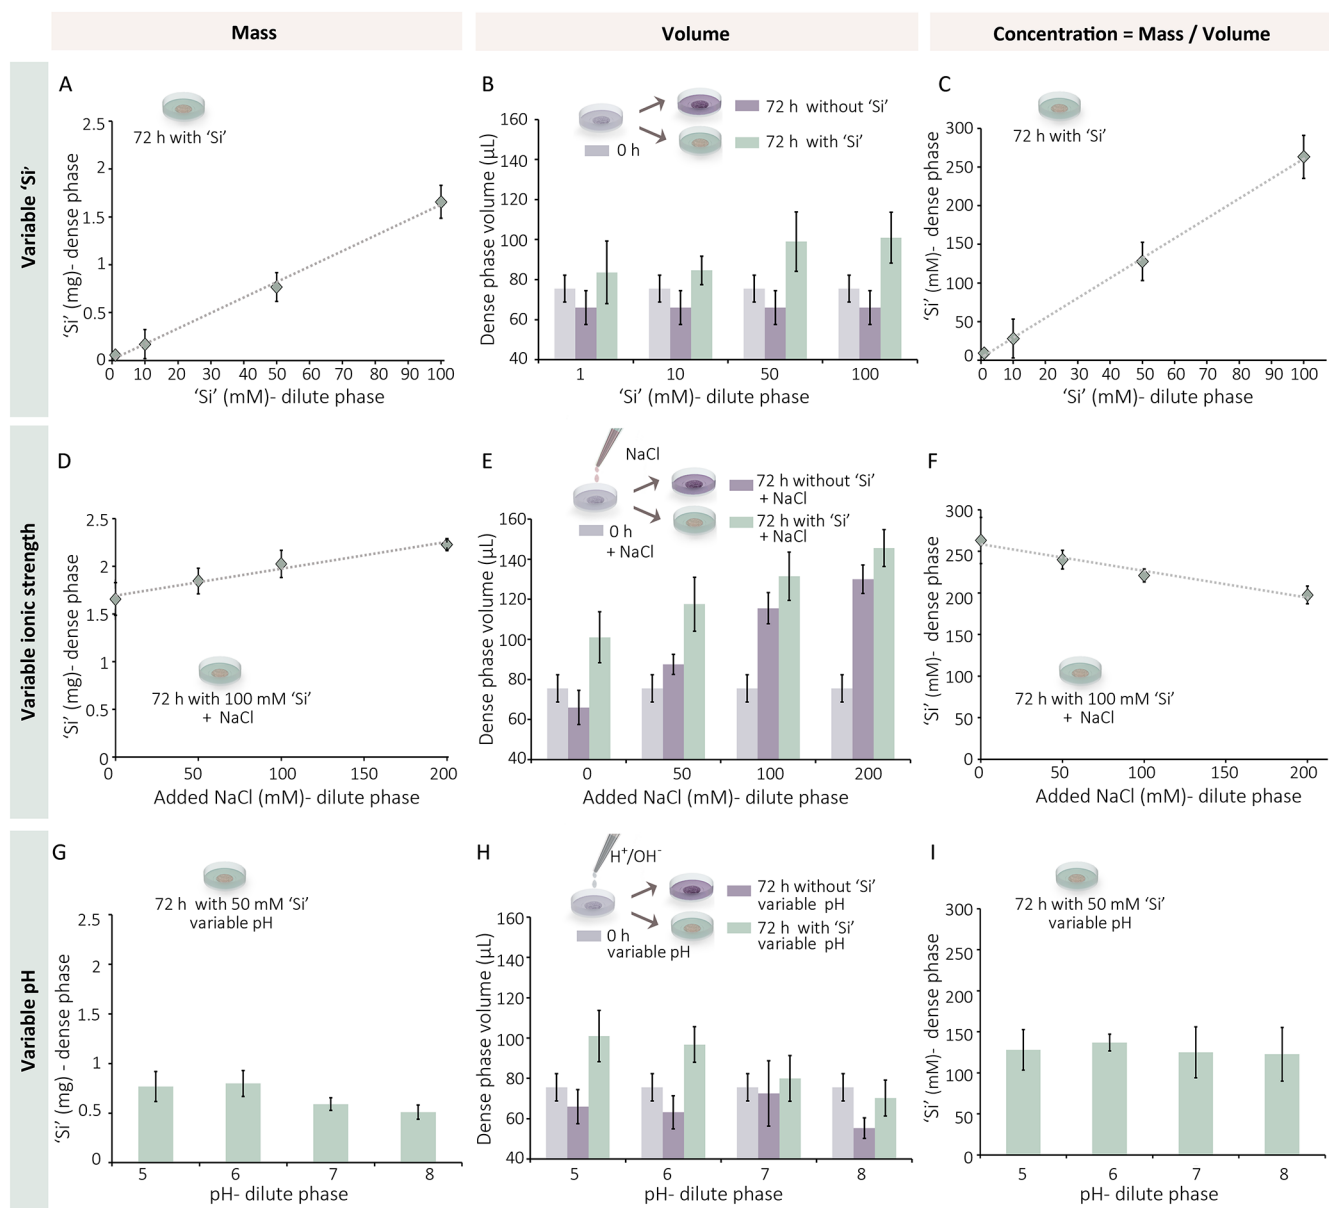 Mass
Volume
Concentration = Mass / Volume
Variable ‘Si’
A
72 h with ‘Si’
‘Si’ (mg)- dense phase
2.5
2
1.5
1
0.5
0
0 10 20 30 40 50 60 70 80 90 100
‘Si’ (mM)- dilute phase
B
0 h
72 h without ‘Si’
72 h with ‘Si’
Dense phase volume (µL)
160
140
120
100
80
60
40
1 10 50 100
‘Si’ (mM)- dilute phase
C
72 h with ‘Si’
‘Si’ (mM)- dense phase
300
250
200
150
100
50
0
0 10 20 30 40 50 60 70 80 90 100
‘Si’ (mM)- dilute phase
Variable ionic strength
D
‘Si’ (mg)- dense phase
2.5
2
1.5
1
0.5
0
72 h with 100 mM ‘Si’
+ NaCl
0 50 100 150 200
Added NaCl (mM)- dilute phase
E
NaCl
0 h
+ NaCl
72 h without ‘Si’
+ NaCl
72 h with ‘Si’
+ NaCl
Dense phase volume (µL)
160
140
120
100
80
60
40
0 50 100 200
Added NaCl (mM)- dilute phase
F
‘Si’ (mM)- dense phase
300
250
200
150
100
50
0
72 h with 100 mM ‘Si’
+ NaCl
0 50 100 150 200
Added NaCl (mM)- dilute phase
Variable pH
G
72 h with 50 mM ‘Si’
variable pH
‘Si’ (mg) - dense phase
2.5
2
1.5
1
0.5
0
5 6 7 8
pH- dilute phase
H
H⁺/OH⁻
0 h
variable pH
72 h without ‘Si’
variable pH
72 h with ‘Si’
variable pH
Dense phase volume (µL)
160
140
120
100
80
60
40
5 6 7 8
pH- dilute phase
I
72 h with 50 mM ‘Si’
variable pH
‘Si’ (mM)- dense phase
300
250
200
150
100
50
0
5 6 7 8
pH- dilute phase